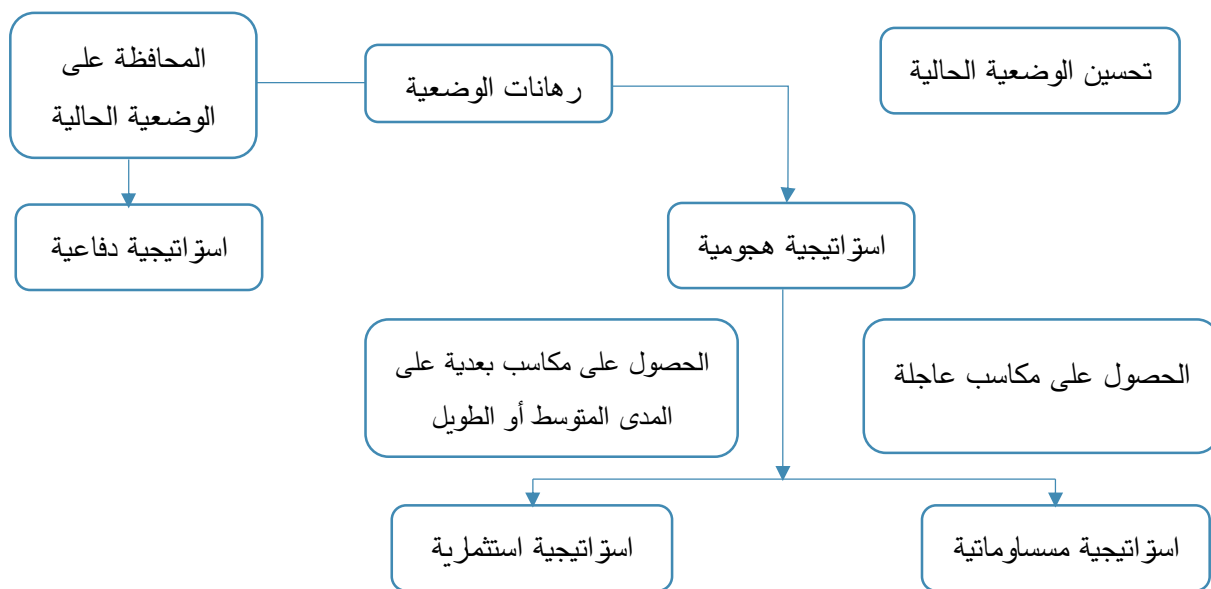 تحسين الوضعية الحالية
رهانات الوضعية
المحافظة على
الوضعية الحالية
استراتيجية هجومية
استراتيجية دفاعية
الحصول على مكاسب عاجلة
الحصول على مكاسب بعدية على
المدى المتوسط أو الطويل
استراتيجية مسساوماتية
استراتيجية استثمارية